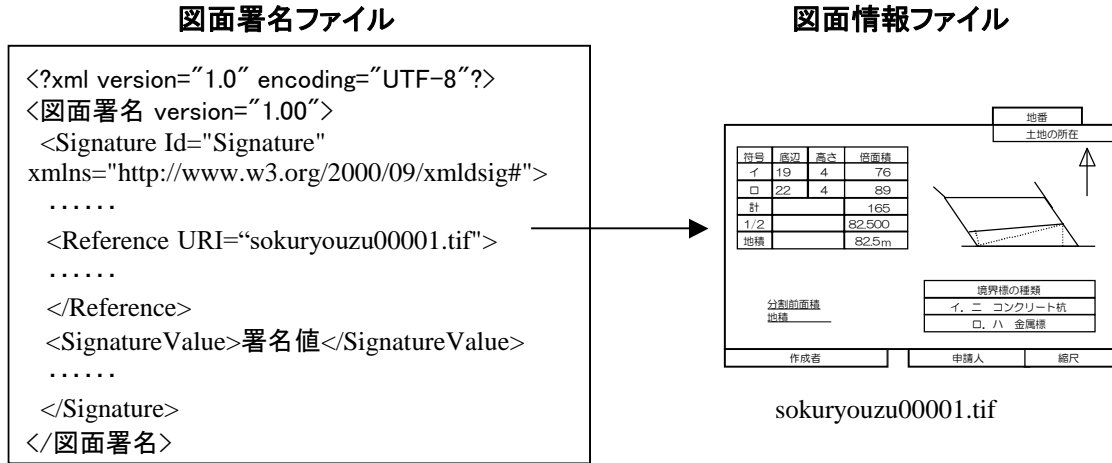 図面署名ファイル
図面情報ファイル
<?xml version="1.0" encoding="UTF-8"?>
<図面署名 version="1.00">
<Signature Id="Signature"
xmlns="http://www.w3.org/2000/09/xmldsig#">
・・・・・・
<Reference URI=“sokuryouzu00001.tif">
・・・・・・
</Reference>
<SignatureValue>署名値</SignatureValue>
・・・・・・
</Signature>
</図面署名>
地番
土地の所在
符号 底辺 高さ 倍面積
イ 19 4 76
ロ 22 4 89
計 165
1/2 82.500
地積 82.5m
分割前面積
地積
境界標の種類
イ．ニ コンクリート杭
ロ．ハ 金属標
作成者 申請人 縮尺
sokuryouzu00001.tif